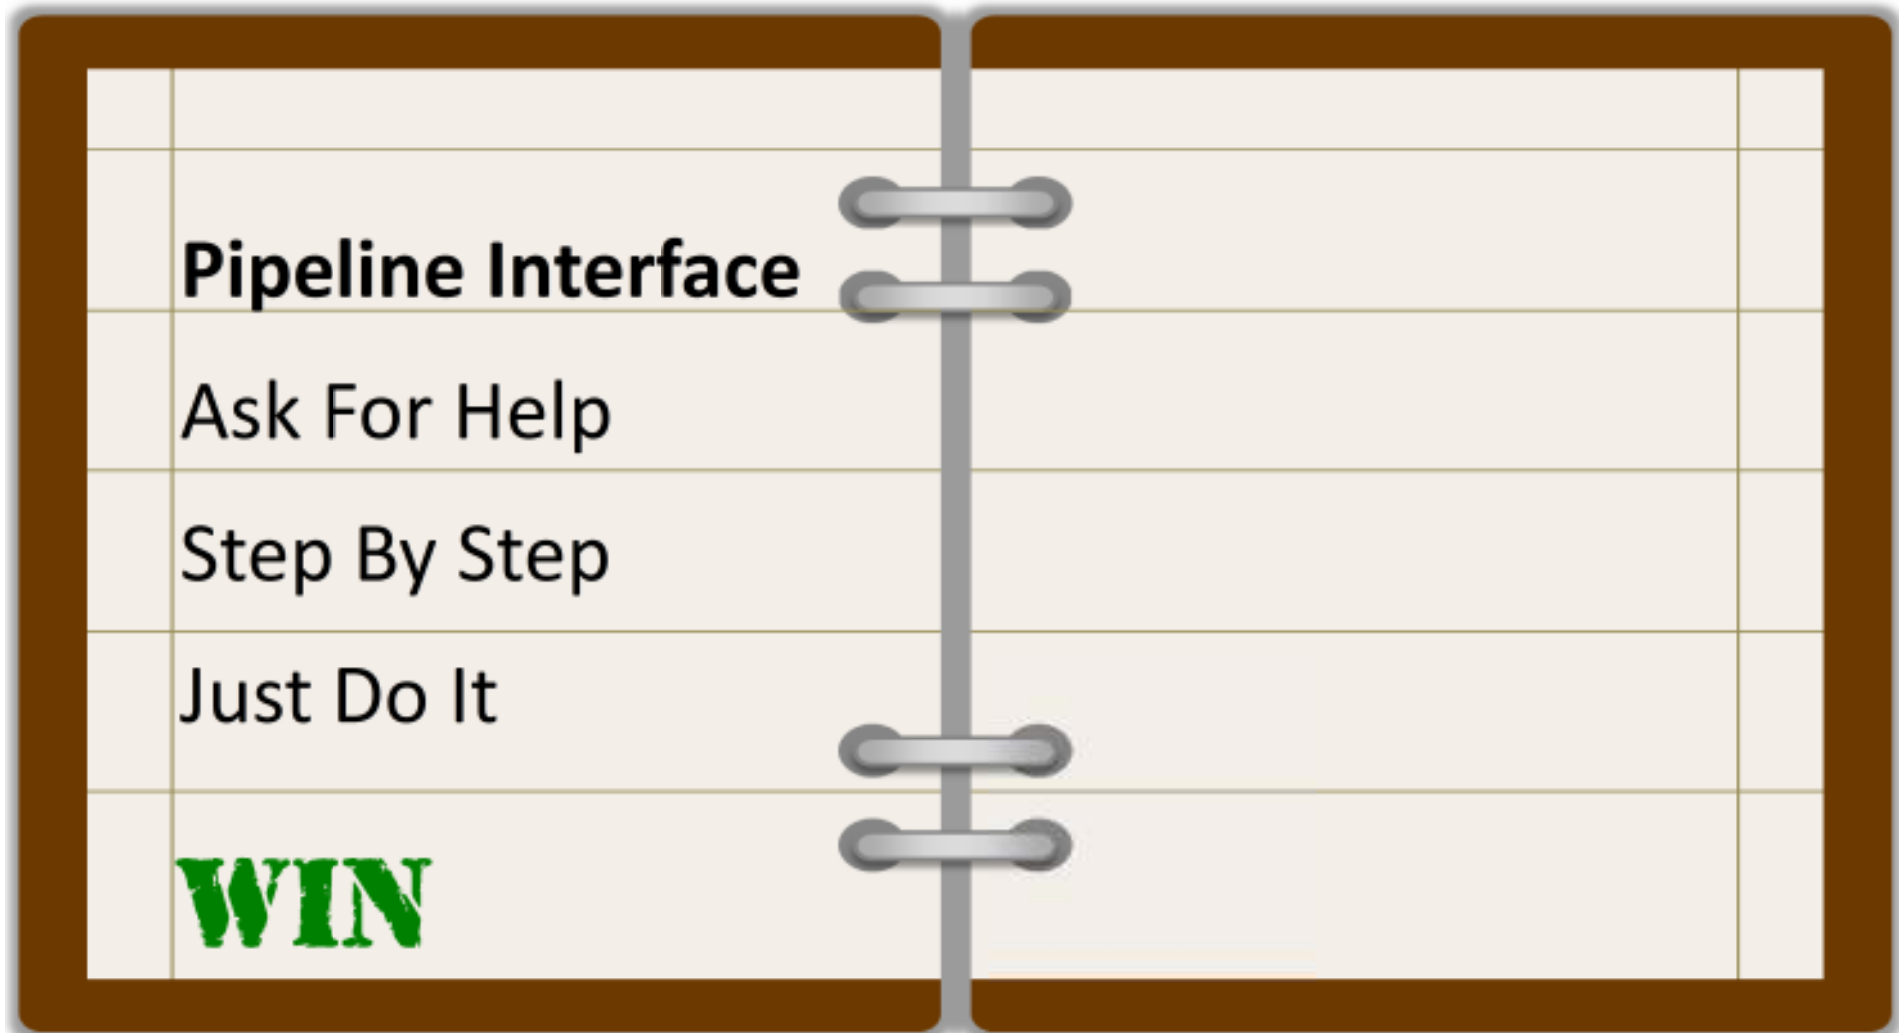 Pipeline Interface
Ask For Help
Step By Step
Just Do It
WIN